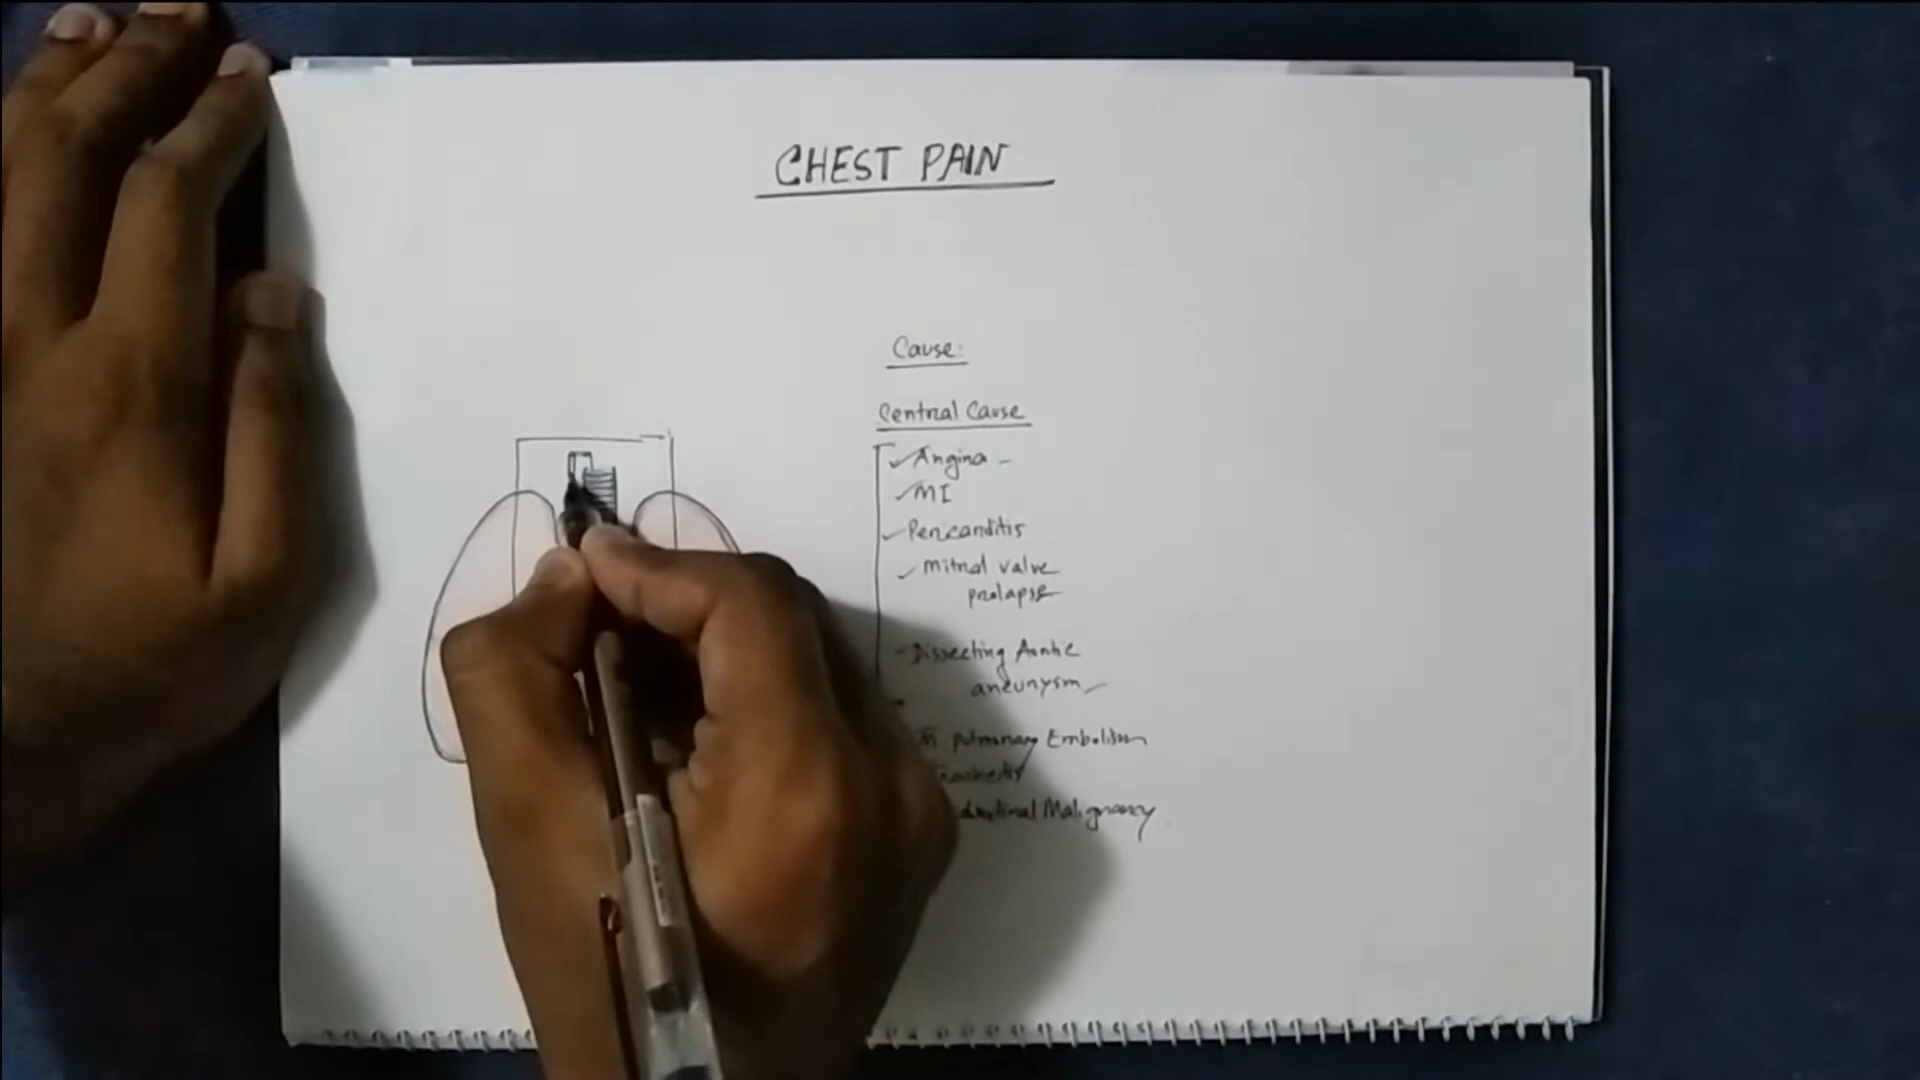 CHEST PAIN
Cause:
Central Cause
Angina -
MI
Pericarditis
Mitral valve
prolapse
- Dissecting Aortic
aneurysm
pulmonary Embolism
Malignancy